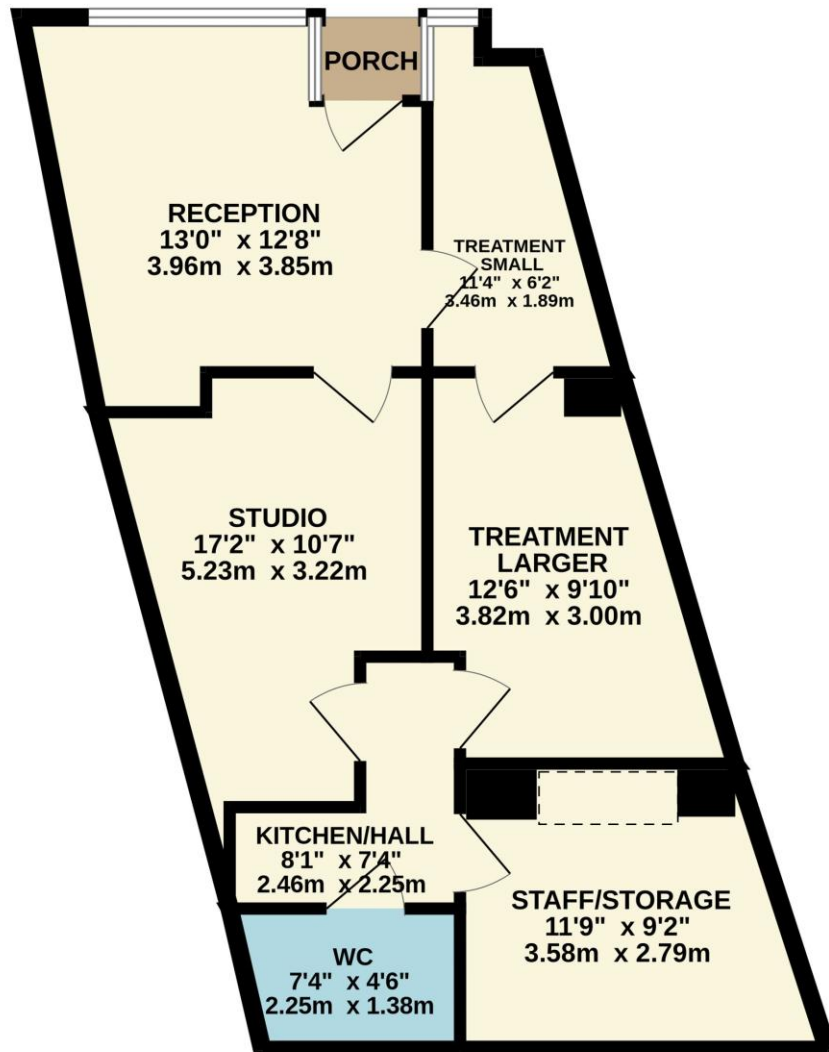 PORCH
RECEPTION
13'0" x 12'8"
3.96m x 3.85m
TREATMENT
SMALL
11'4" x 6'2"
3.46m x 1.89m
STUDIO
17'2" x 10'7"
5.23m x 3.22m
TREATMENT
LARGER
12'6" x 9'10"
3.82m x 3.00m
KITCHEN/HALL
8'1" x 7'4"
2.46m x 2.25m
STAFF/STORAGE
11'9" x 9'2"
3.58m x 2.79m
WC
7'4" x 4'6"
2.25m x 1.38m